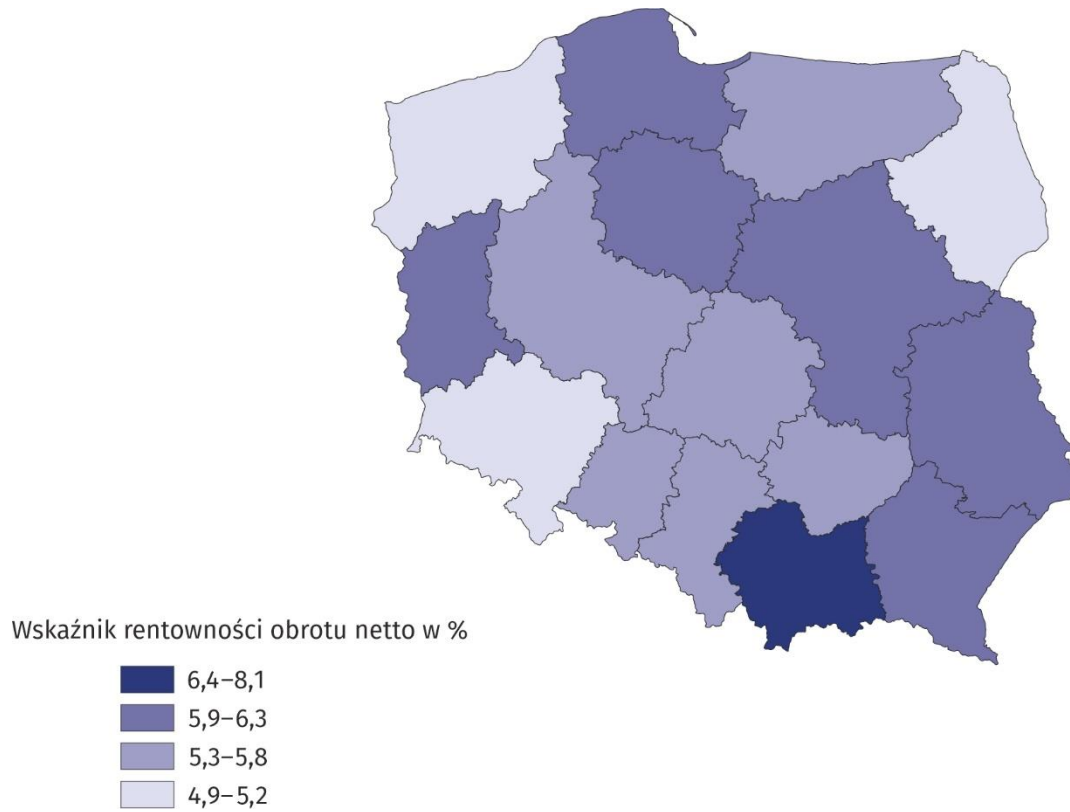 Wskaźnik rentowności obrotu netto w %
6,4–8,1
5,9–6,3
5,3–5,8
4,9–5,2